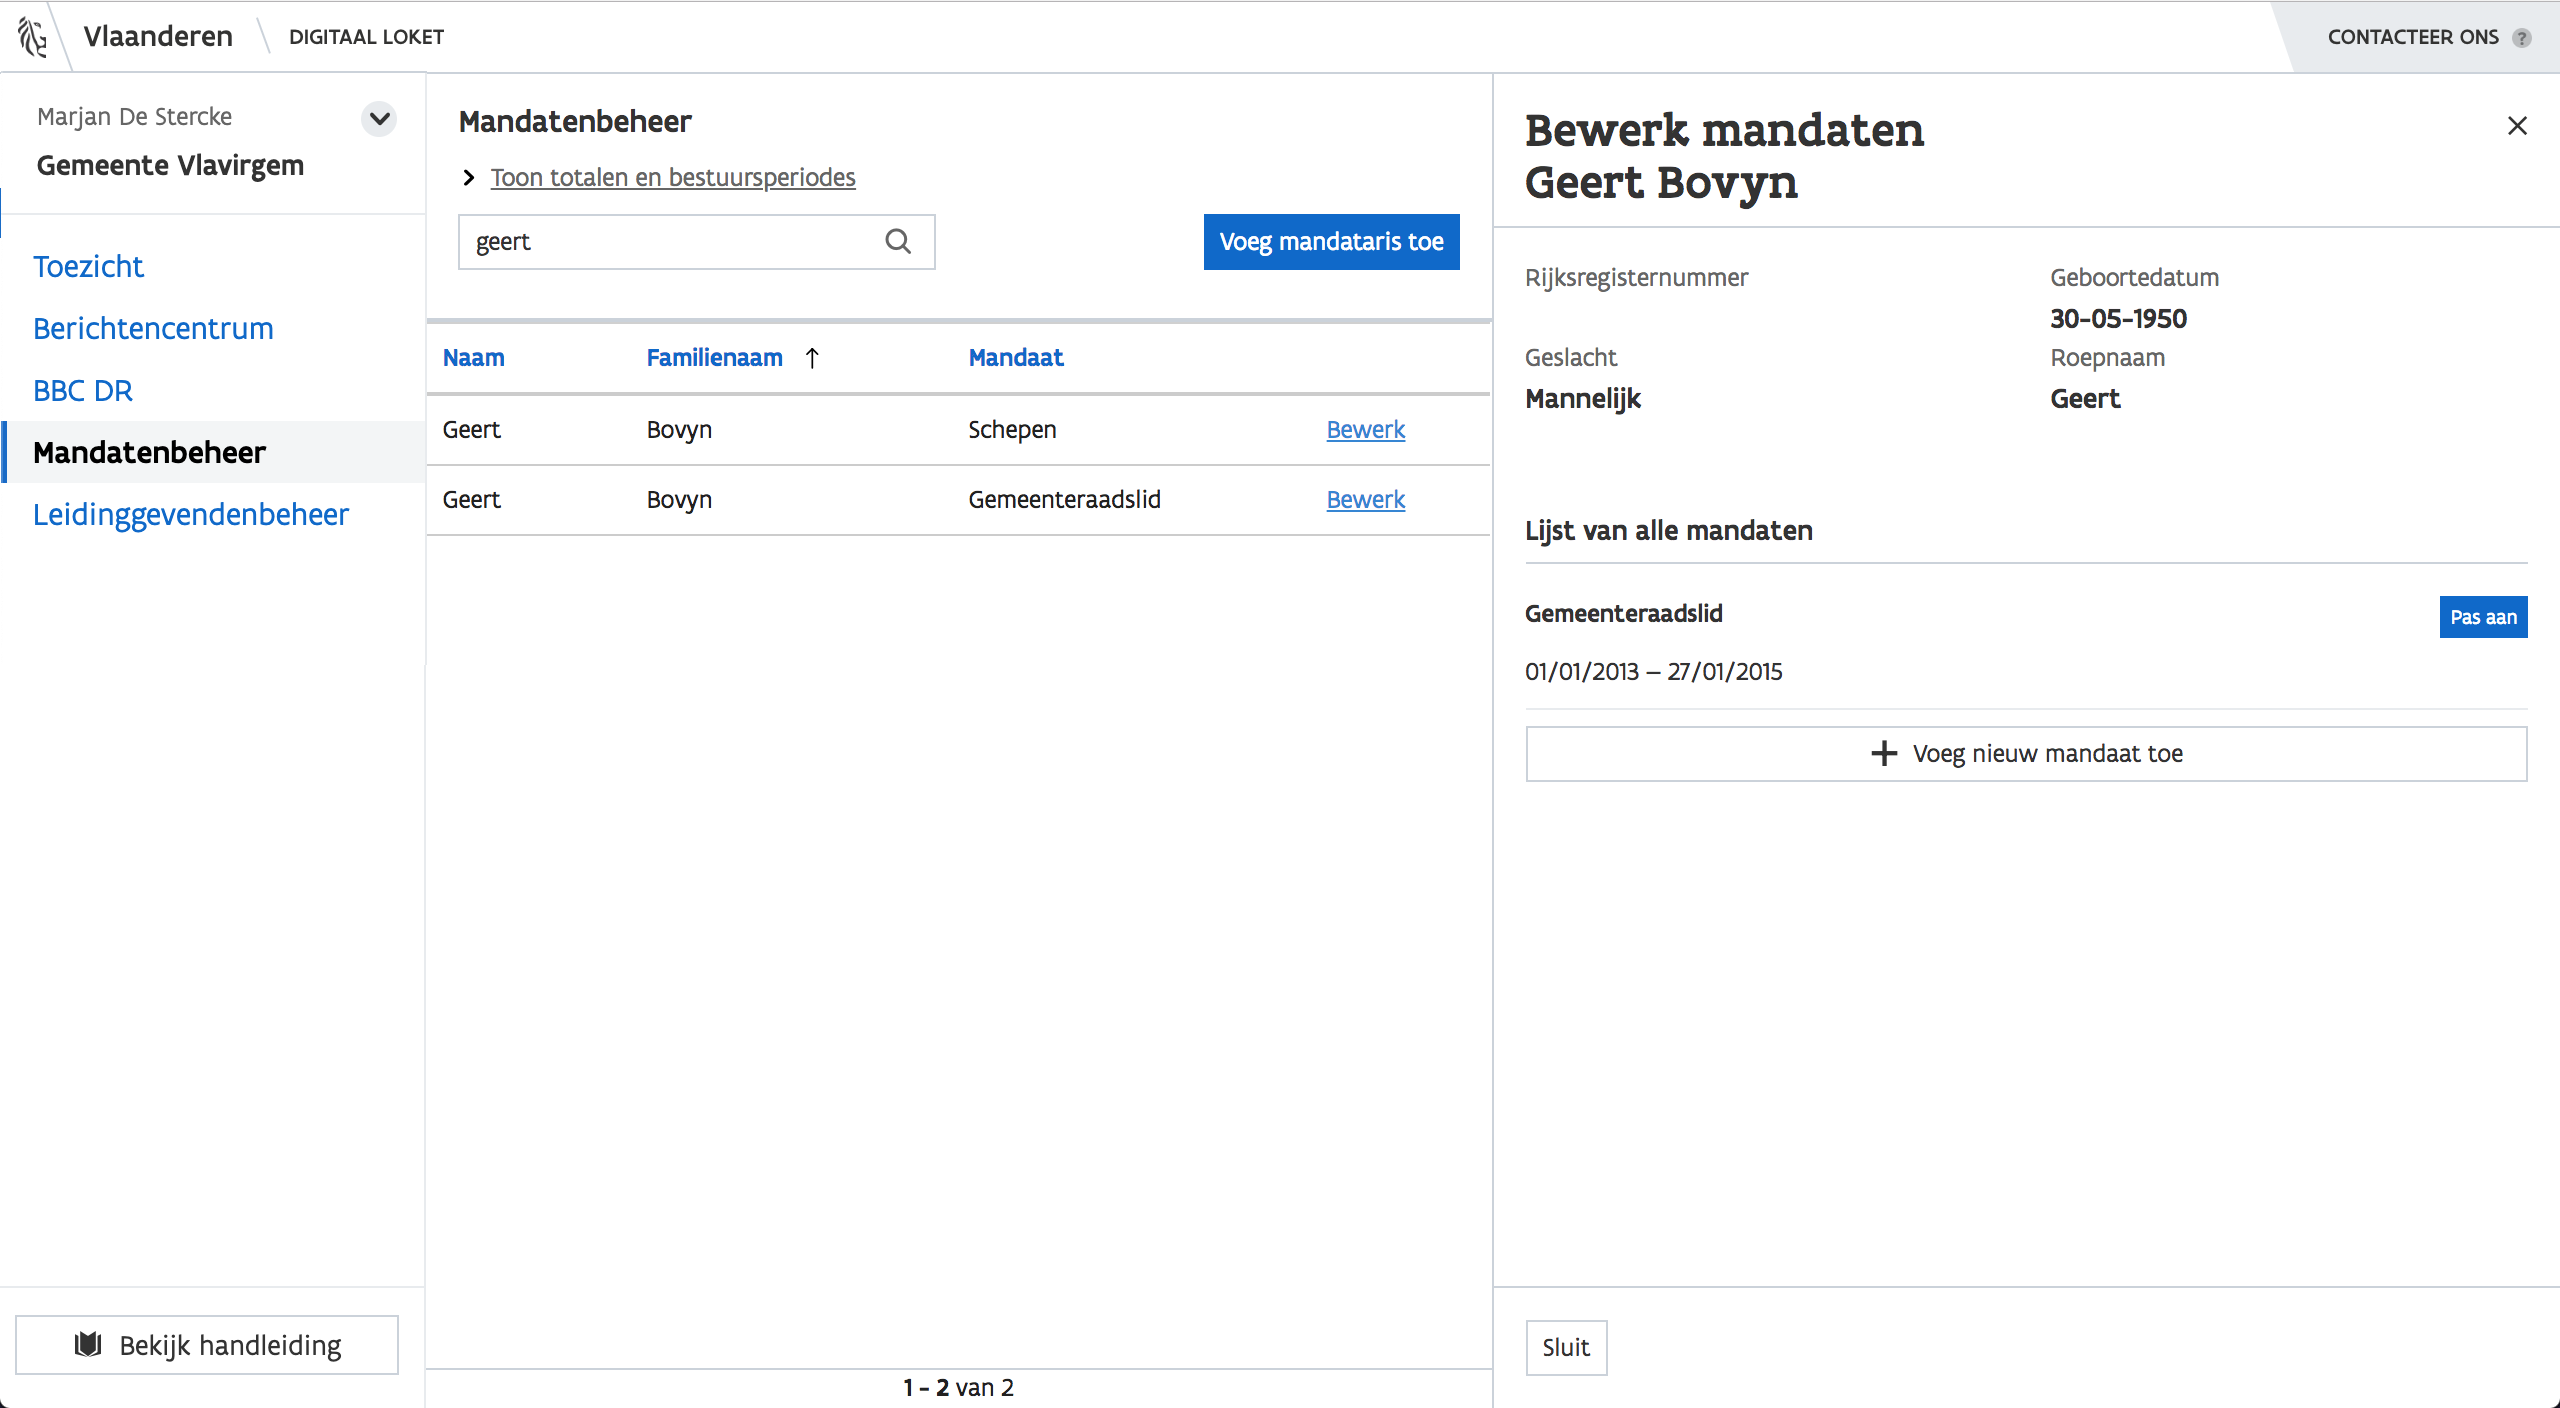 Vlaanderen
DIGITAAL LOKET
CONTACTEER ONS ?
Marjan De Stercke
Gemeente Vlavirgem
Toezicht
Berichtencentrum
BBC DR
Mandatenbeheer
Leidinggevendenbeheer
Bekijk handleiding
Mandatenbeheer
Toon totalen en bestuursperiodes
geert
Voeg mandataris toe
Naam Familienaam ↑ Mandaat
Geert Bovyn Schepen Bewerk
Geert Bovyn Gemeenteraadslid Bewerk
1 - 2 van 2
Bewerk mandaten
Geert Bovyn
Rijksregisternummer
Geboortedatum
30-05-1950
Geslacht
Mannelijk
Roepnaam
Geert
Lijst van alle mandaten
Gemeenteraadslid
Pas aan
01/01/2013 – 27/01/2015
Voeg nieuw mandaat toe
Sluit